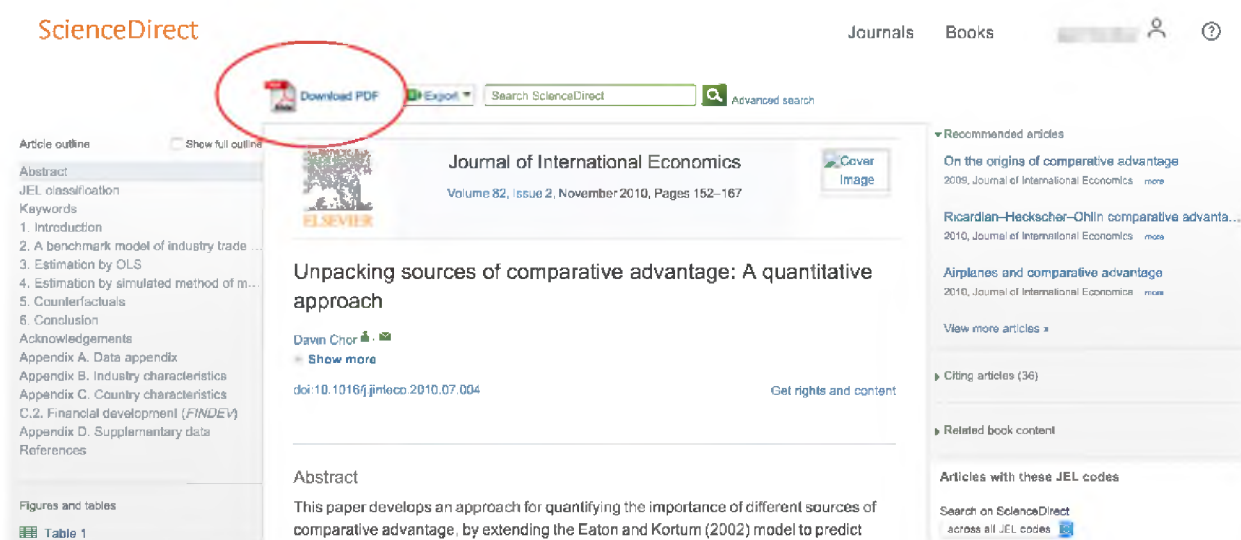 ScienceDirect
Journals
Books
Download PDF
Export
Search ScienceDirect
Advanced search
Article outline
Show full outline
Abstract
JEL classification
Keywords
1. Introduction
2. A benchmark model of industry trade ...
3. Estimation by OLS
4. Estimation by simulated method of m...
5. Counterfactuals
6. Conclusion
Acknowledgements
Appendix A. Data appendix
Appendix B. Industry characteristics
Appendix C. Country characteristics
C.2. Financial development (FINDEV)
Appendix D. Supplementary data
References
Figures and tables
Table 1
ELSEVIER
Journal of International Economics
Volume 82, Issue 2, November 2010, Pages 152–167
Cover
Image
Unpacking sources of comparative advantage: A quantitative
approach
Davin Chor
Show more
doi:10.1016/j.jinteco.2010.07.004
Get rights and content
Abstract
This paper develops an approach for quantifying the importance of different sources of
comparative advantage, by extending the Eaton and Kortum (2002) model to predict
Recommended articles
On the origins of comparative advantage
2009, Journal of International Economics more
Ricardian–Heckscher–Ohlin comparative advanta...
2010, Journal of International Economics more
Airplanes and comparative advantage
2010, Journal of International Economics more
View more articles »
Citing articles (36)
Related book content
Articles with these JEL codes
Search on ScienceDirect
across all JEL codes